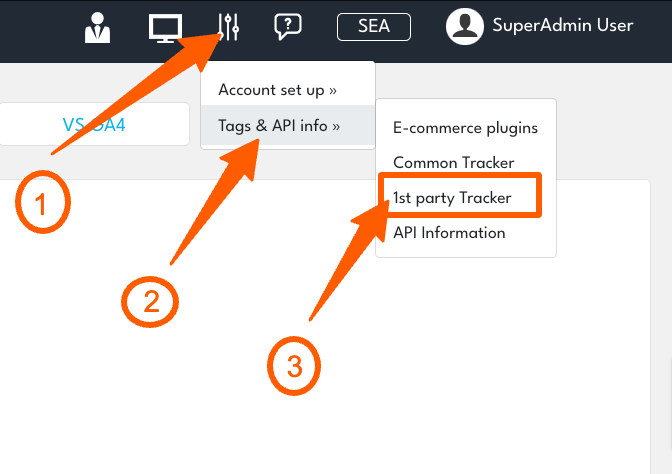 SEA
SuperAdmin User
Account set up »
VS GA4
Tags & API info »
E-commerce plugins
Common Tracker
1st party Tracker
API Information
1
2
3